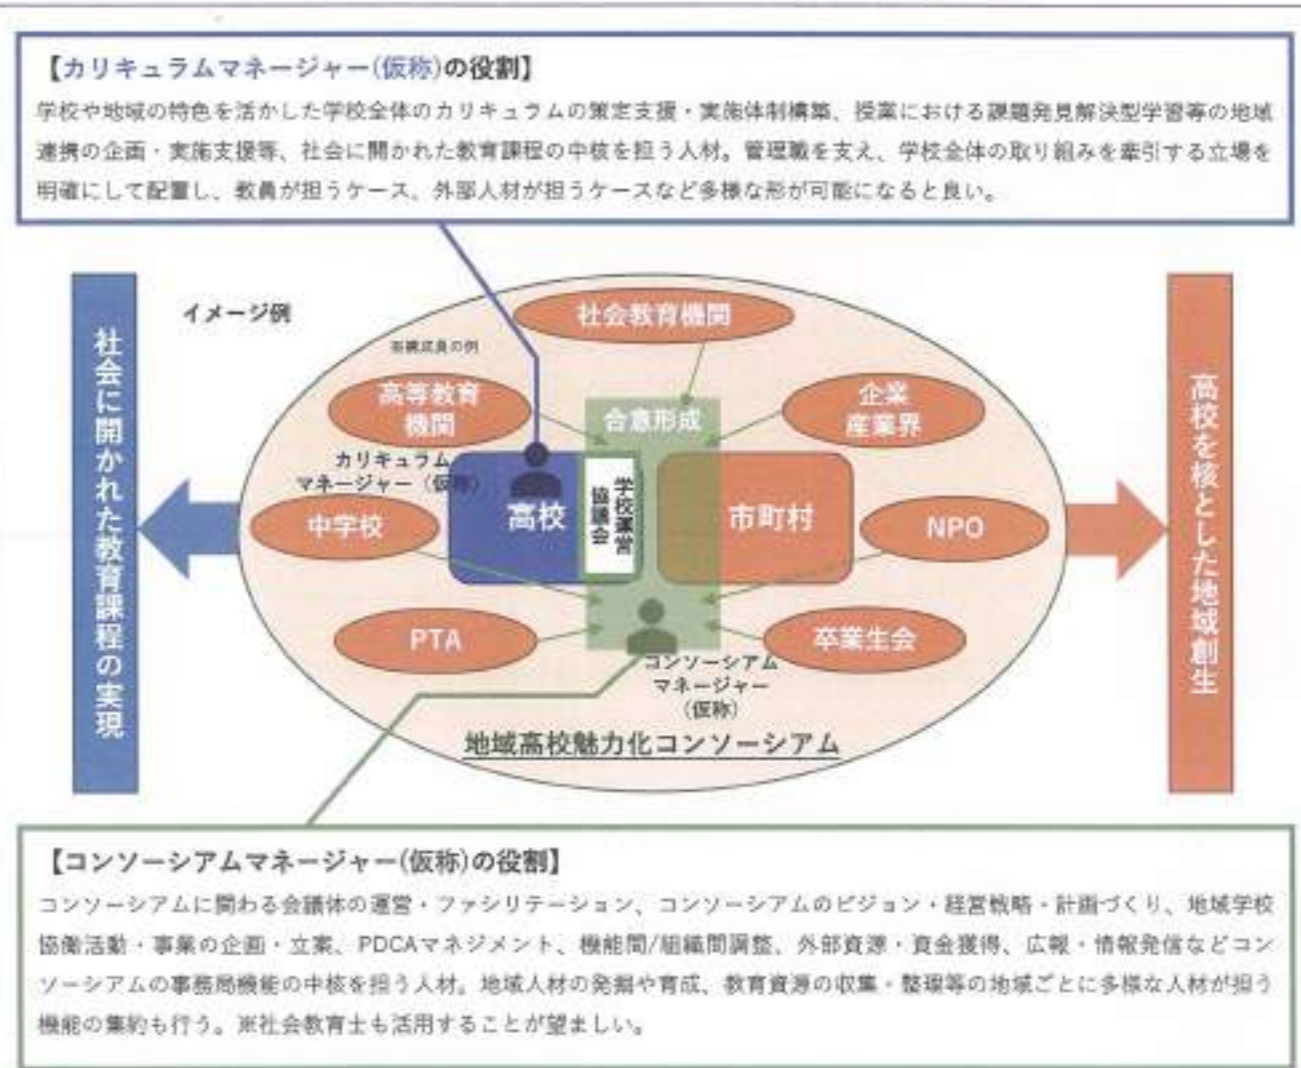 【カリキュラムマネージャー(仮称)の役割】
学校や地域の特色を活かした学校全体のカリキュラムの策定支援・実施体制構築、授業における課題発見解決型学習等の地域
連携の企画・実施支援等、社会に開かれた教育課程の中核を担う人材。管理職を支え、学校全体の取り組みを牽引する立場を
明確にして配置し、教員が担うケース、外部人材が担うケースなど多様な形が可能になると良い。
社会に開かれた教育課程の実現
イメージ例
※構成員の例
社会教育機関
高等教育
機関
合意形成
企業
産業界
カリキュラム
マネージャー（仮称）
中学校
高校
学校運営
協議会
市町村
NPO
PTA
卒業生会
コンソーシアム
マネージャー
(仮称)
地域高校魅力化コンソーシアム
高校を核とした地域創生
【コンソーシアムマネージャー(仮称)の役割】
コンソーシアムに関わる会議体の運営・ファシリテーション、コンソーシアムのビジョン・経営戦略・計画づくり、地域学校
協働活動・事業の企画・立案、PDCAマネジメント、機能間/組織間調整、外部資源・資金獲得、広報・情報発信などコン
ソーシアムの事務局機能の中核を担う人材。地域人材の発掘や育成、教育資源の収集・整理等の地域ごとに多様な人材が担う
機能の集約も行う。※社会教育士も活用することが望ましい。